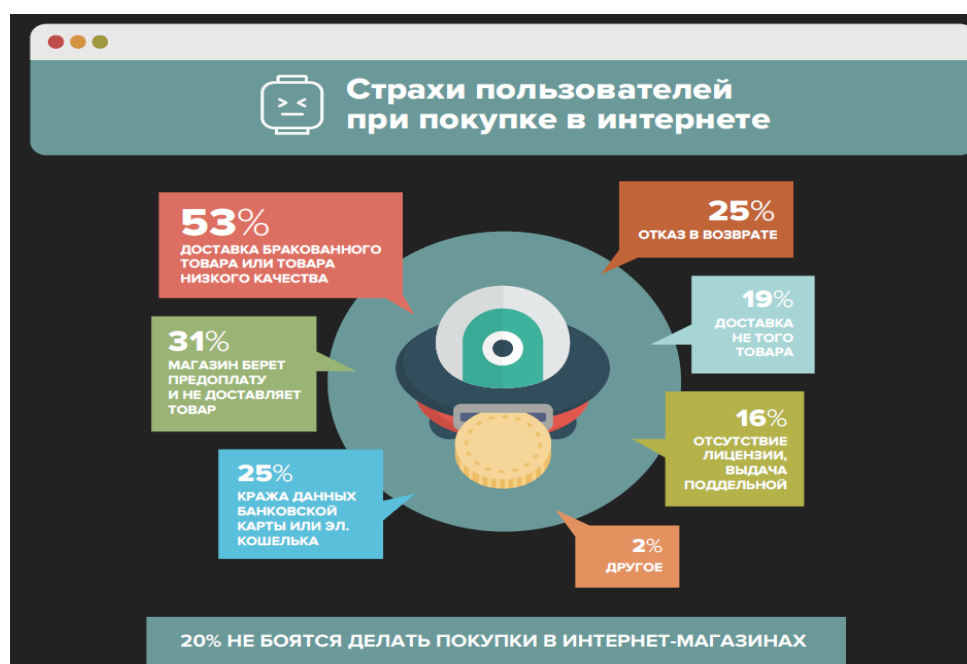 Страхи пользователей
при покупке в интернете
53%
ДОСТАВКА БРАКОВАННОГО
ТОВАРА ИЛИ ТОВАРА
НИЗКОГО КАЧЕСТВА
31%
МАГАЗИН БЕРЕТ
ПРЕДОПЛАТУ
И НЕ ДОСТАВЛЯЕТ
ТОВАР
25%
КРАЖА ДАННЫХ
БАНКОВСКОЙ
КАРТЫ ИЛИ ЭЛ.
КОШЕЛЬКА
25%
ОТКАЗ В ВОЗВРАТЕ
19%
ДОСТАВКА
НЕ ТОГО
ТОВАРА
16%
ОТСУТСТВИЕ
ЛИЦЕНЗИИ,
ВЫДАЧА
ПОДДЕЛЬНОЙ
2%
ДРУГОЕ
20% НЕ БОЯТСЯ ДЕЛАТЬ ПОКУПКИ В ИНТЕРНЕТ-МАГАЗИНАХ